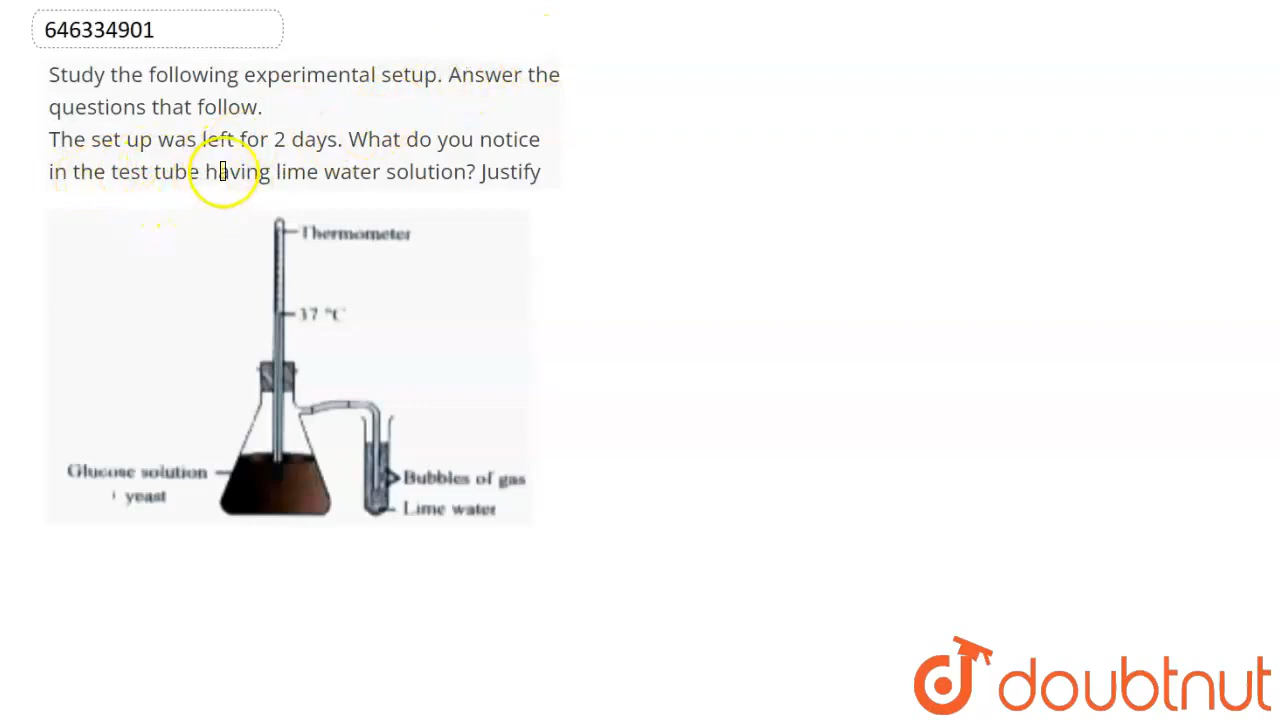 646334901
Study the following experimental setup. Answer the
questions that follow.
The set up was left for 2 days. What do you notice
in the test tube having lime water solution? Justify
Thermometer
37 °C
Glucose solution
yeast
Bubbles of gas
Lime water
doubtnut